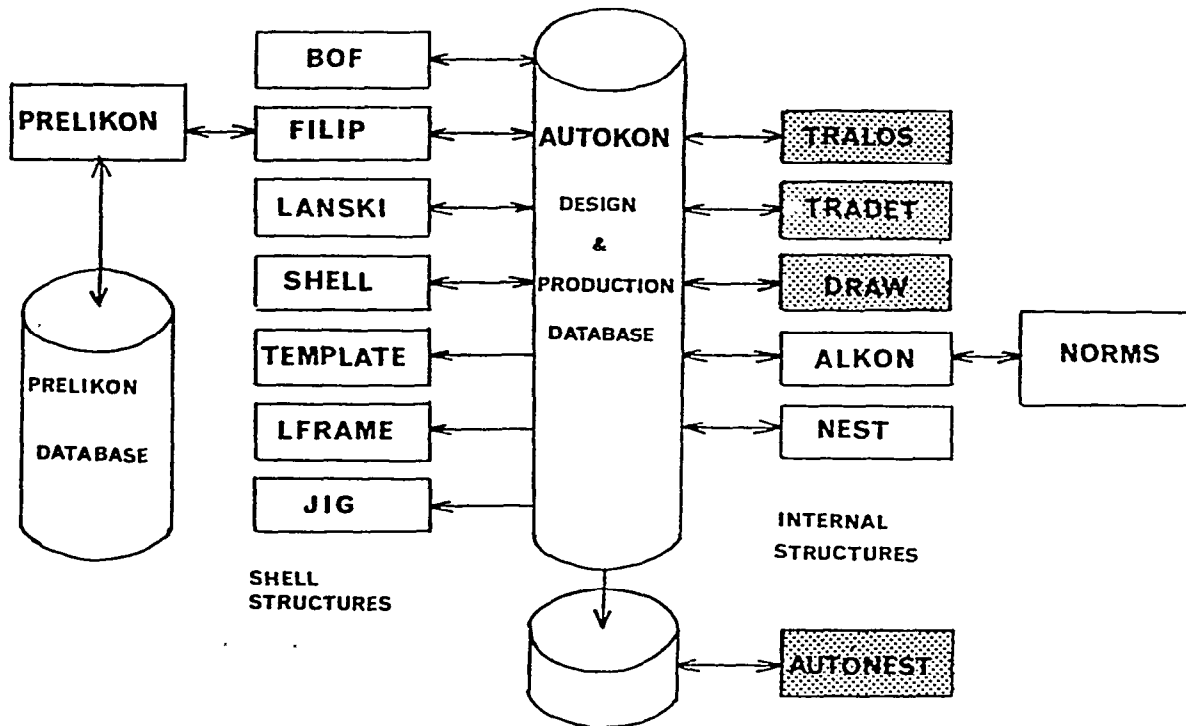 BOF
PRELIKON
FILIP
AUTOKON
TRALOS
LANSKI
DESIGN
&
PRODUCTION
DATABASE
TRADET
SHELL
DRAW
TEMPLATE
ALKON
NORMS
PRELIKON
DATABASE
LFRAME
NEST
JIG
INTERNAL
STRUCTURES
SHELL
STRUCTURES
AUTONEST